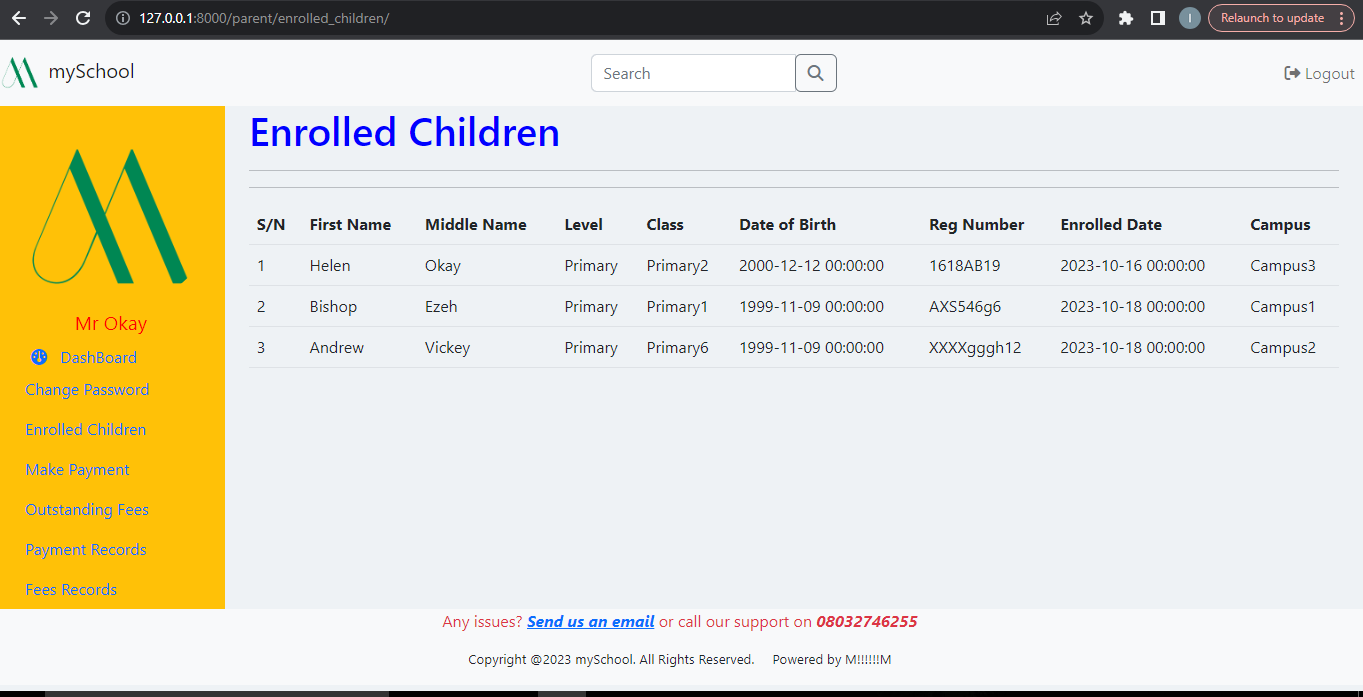 127.0.0.1:8000/parent/enrolled_children/
Relaunch to update
I
mySchool
Search
Logout
Enrolled Children
S/N First Name Middle Name Level Class Date of Birth Reg Number Enrolled Date Campus
1 Helen Okay Primary Primary2 2000-12-12 00:00:00 1618AB19 2023-10-16 00:00:00 Campus3
2 Bishop Ezeh Primary Primary1 1999-11-09 00:00:00 AXS546g6 2023-10-18 00:00:00 Campus1
3 Andrew Vickey Primary Primary6 1999-11-09 00:00:00 XXXXgggh12 2023-10-18 00:00:00 Campus2
Mr Okay
DashBoard
Change Password
Enrolled Children
Make Payment
Outstanding Fees
Payment Records
Fees Records
Any issues? Send us an email or call our support on 08032746255
Copyright @2023 mySchool. All Rights Reserved. Powered by M!!!!!!M